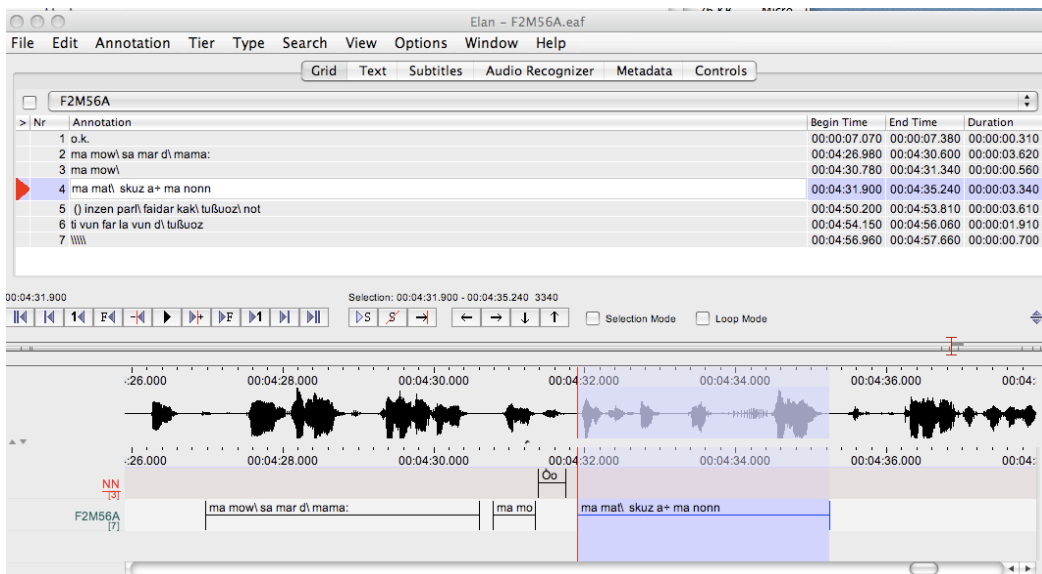 Elan – F2M56A.eaf
File Edit Annotation Tier Type Search View Options Window Help
Grid Text Subtitles Audio Recognizer Metadata Controls
F2M56A
> Nr Annotation Begin Time End Time Duration
1 o.k. 00:00:07.070 00:00:07.380 00:00:00.310
2 ma mow\ sa mar d\ mama: 00:04:26.980 00:04:30.600 00:00:03.620
3 ma mow\ 00:04:30.780 00:04:31.340 00:00:00.560
4 ma mat\ skuz a÷ ma nonn 00:04:31.900 00:04:35.240 00:00:03.340
5 () inzen parl\ faidar kak\ tußuoz\ not 00:04:50.200 00:04:53.810 00:00:03.610
6 ti vun far la vun d\ tußuoz 00:04:54.150 00:04:56.060 00:00:01.910
7 \\\\\ 00:04:56.960 00:04:57.660 00:00:00.700
00:04:31.900 Selection: 00:04:31.900 - 00:04:35.240 3340
1 F F 1 S S Selection Mode Loop Mode
:26.000 00:04:28.000 00:04:30.000 00:04:32.000 00:04:34.000 00:04:36.000 00:04:
:26.000 00:04:28.000 00:04:30.000 00:04:32.000 00:04:34.000 00:04:36.000 00:04:
NN
[3]
F2M56A ma mow\ sa mar d\ mama: ma mo ma mat\ skuz a÷ ma nonn
[7]